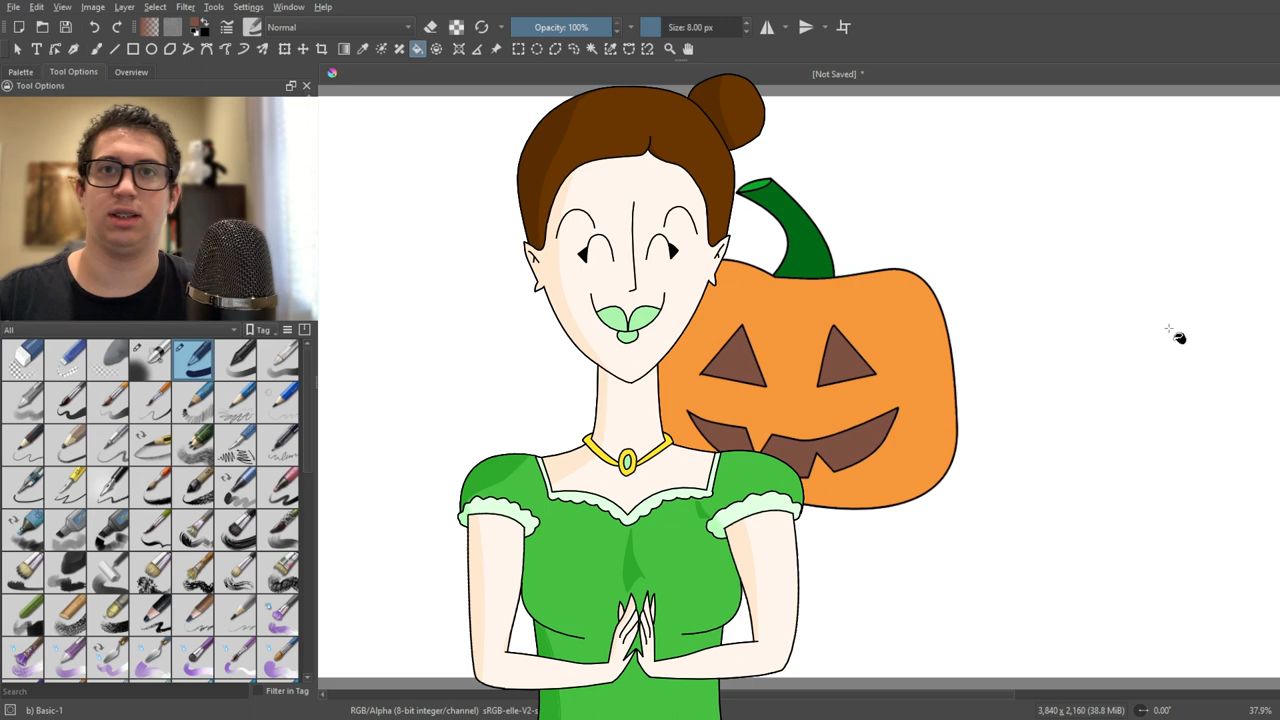 File Edit View Image Layer Select Filter Tools Settings Window Help
Normal Opacity: 100% Size: 8.00 px
Palette Tool Options Overview [Not Saved] *
Tool Options
All Tag
Search Filter in Tag
b) Basic-1 RGB/Alpha (8-bit integer/channel) sRGB-elle-V2-s 3,840 x 2,160 (38.8 MiB) 0.00° 37.9%